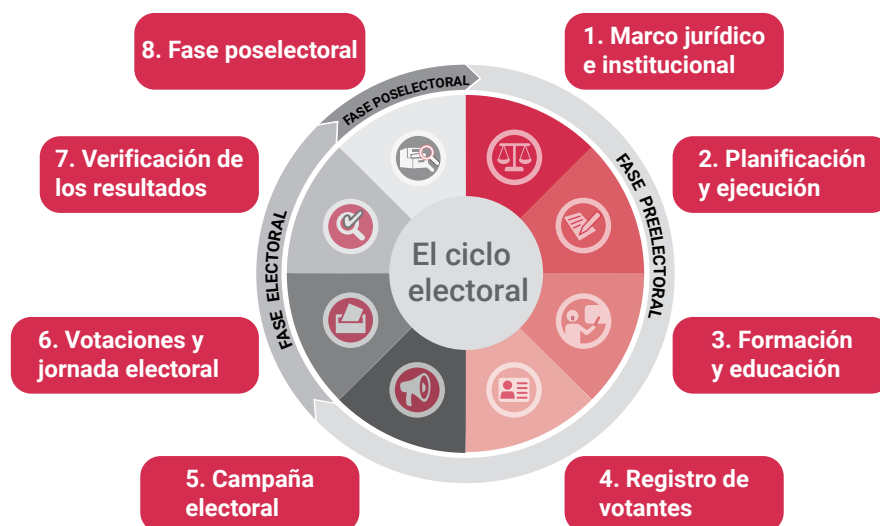 8. Fase poselectoral
1. Marco jurídico
e institucional
7. Verificación de
los resultados
2. Planificación
y ejecución
6. Votaciones y
jornada electoral
3. Formación
y educación
5. Campaña
electoral
4. Registro de
votantes
FASE POSELECTORAL
FASE PREELECTORAL
FASE ELECTORAL
El ciclo
electoral